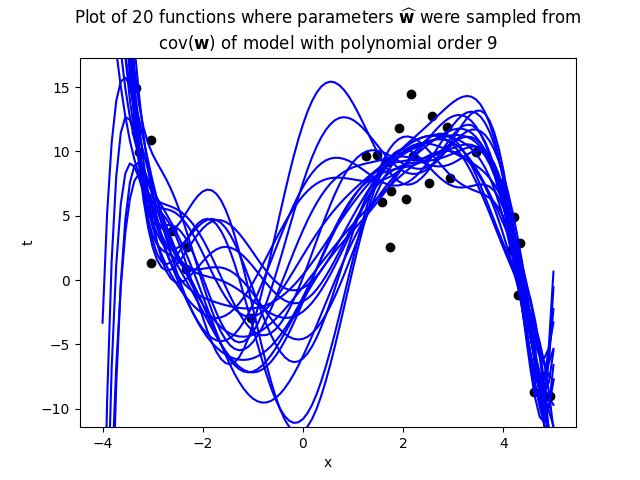 Plot of 20 functions where parameters ŵ were sampled from
cov(w) of model with polynomial order 9
15
10
5
0
−5
−10
t
−4
−2
0
2
4
x